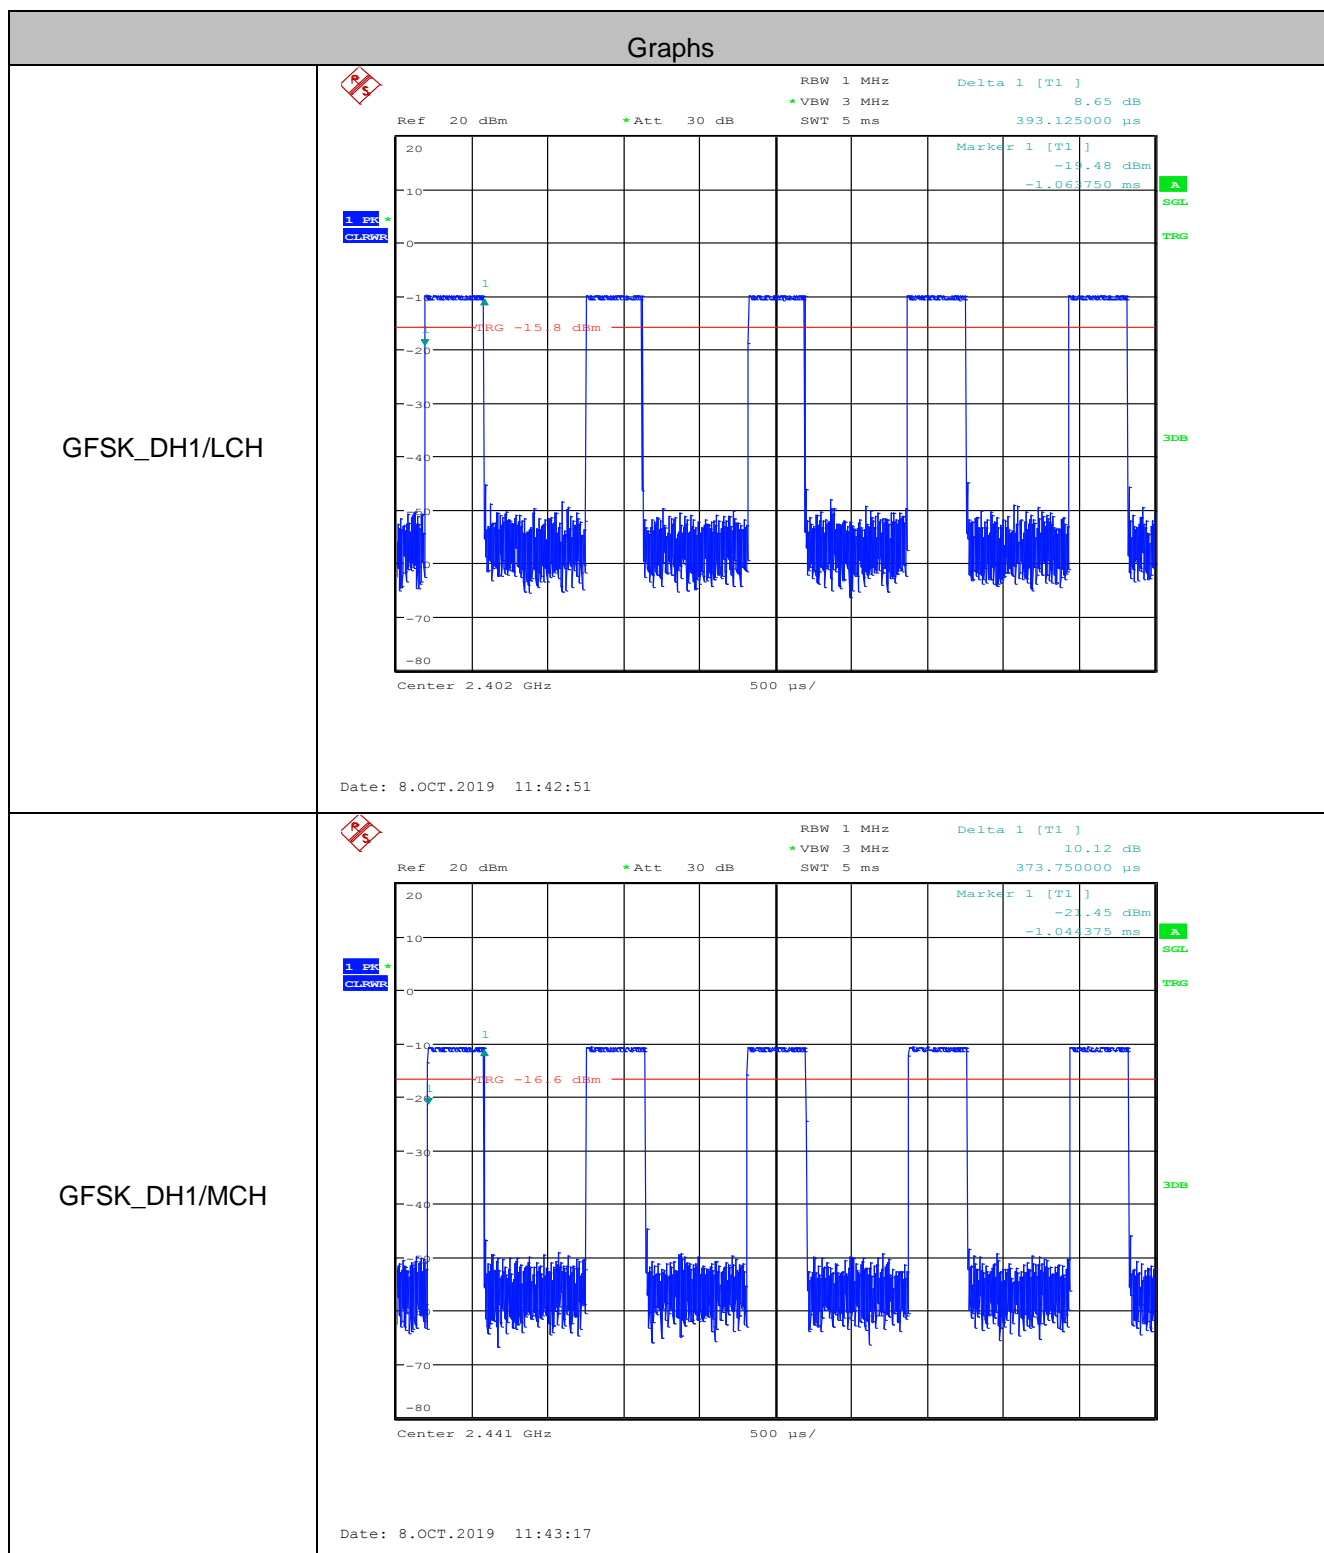 Graphs
GFSK_DH1/LCH
R S
RBW 1 MHz Delta 1 [T1 ]
*VBW 3 MHz 8.65 dB
Ref 20 dBm *Att 30 dB SWT 5 ms 393.125000 µs
20 Marker 1 [T1 ]
-19.48 dBm
10 -1.063750 ms A
SGL
1 PK *
CLRWR TRG
0
1
-1
TRG -15.8 dBm
1
-20
-30
3DB
-40
-50
-70
-80
Center 2.402 GHz 500 µs/
Date: 8.OCT.2019 11:42:51
GFSK_DH1/MCH
R S
RBW 1 MHz Delta 1 [T1 ]
*VBW 3 MHz 10.12 dB
Ref 20 dBm *Att 30 dB SWT 5 ms 373.750000 µs
20 Marker 1 [T1 ]
-21.45 dBm
10 -1.044375 ms A
SGL
1 PK *
CLRWR TRG
0
1
-10
TRG -16.6 dBm
1
-20
-30
3DB
-40
-70
-80
Center 2.441 GHz 500 µs/
Date: 8.OCT.2019 11:43:17